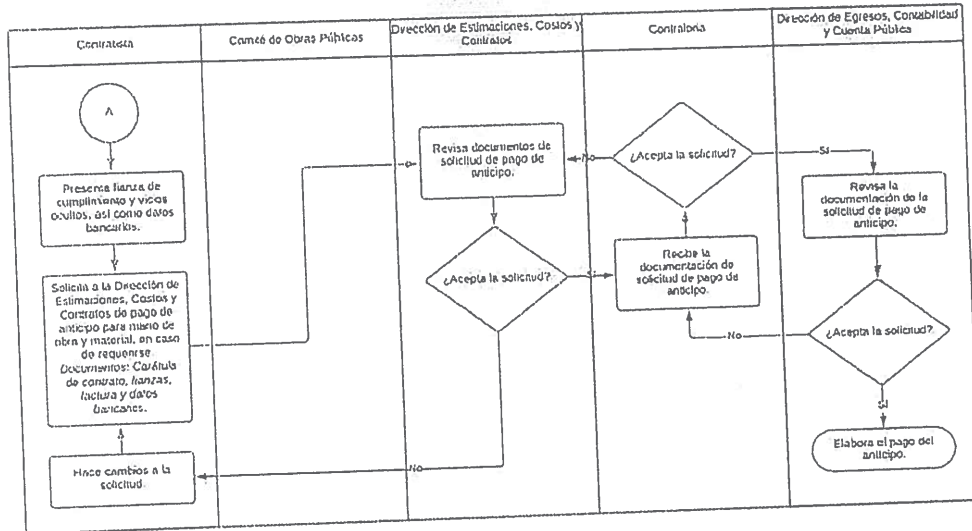 Contratista
Comité de Obras Públicas
Dirección de Estimaciones, Costos y
Contratos
Contraloría
Dirección de Egresos, Contabilidad
y Cuenta Pública
A
Presenta fianza de
cumplimiento y vicios
ocultos, así como datos
bancarios.
Solicita a la Dirección de
Estimaciones, Costos y
Contratos de pago de
anticipo para mano de
obra y material, en caso
de requerirse.
Documentos: Carátula
de contrato, fianzas,
factura y datos
bancarios.
Hace cambios a la
solicitud.
Revisa documentos de
solicitud de pago de
anticipo.
¿Acepta la solicitud?
No
Si
¿Acepta la solicitud?
No
Si
Recibe la
documentación de
solicitud de pago de
anticipo.
Revisa la
documentación de la
solicitud de pago de
anticipo.
¿Acepta la solicitud?
No
Si
Elabora el pago del
anticipo.